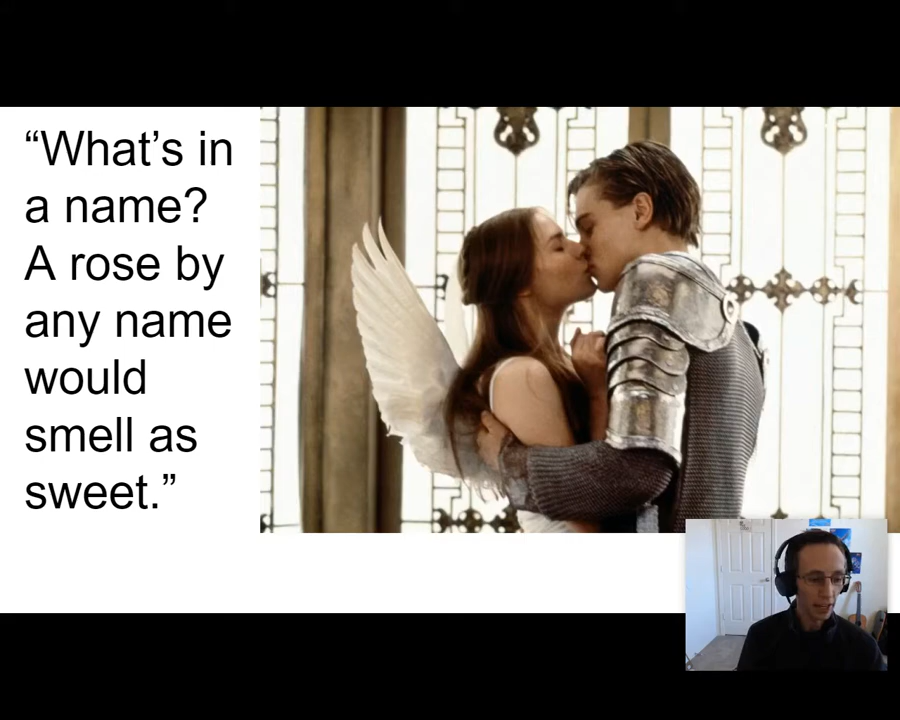 “What’s in
a name?
A rose by
any name
would
smell as
sweet.”